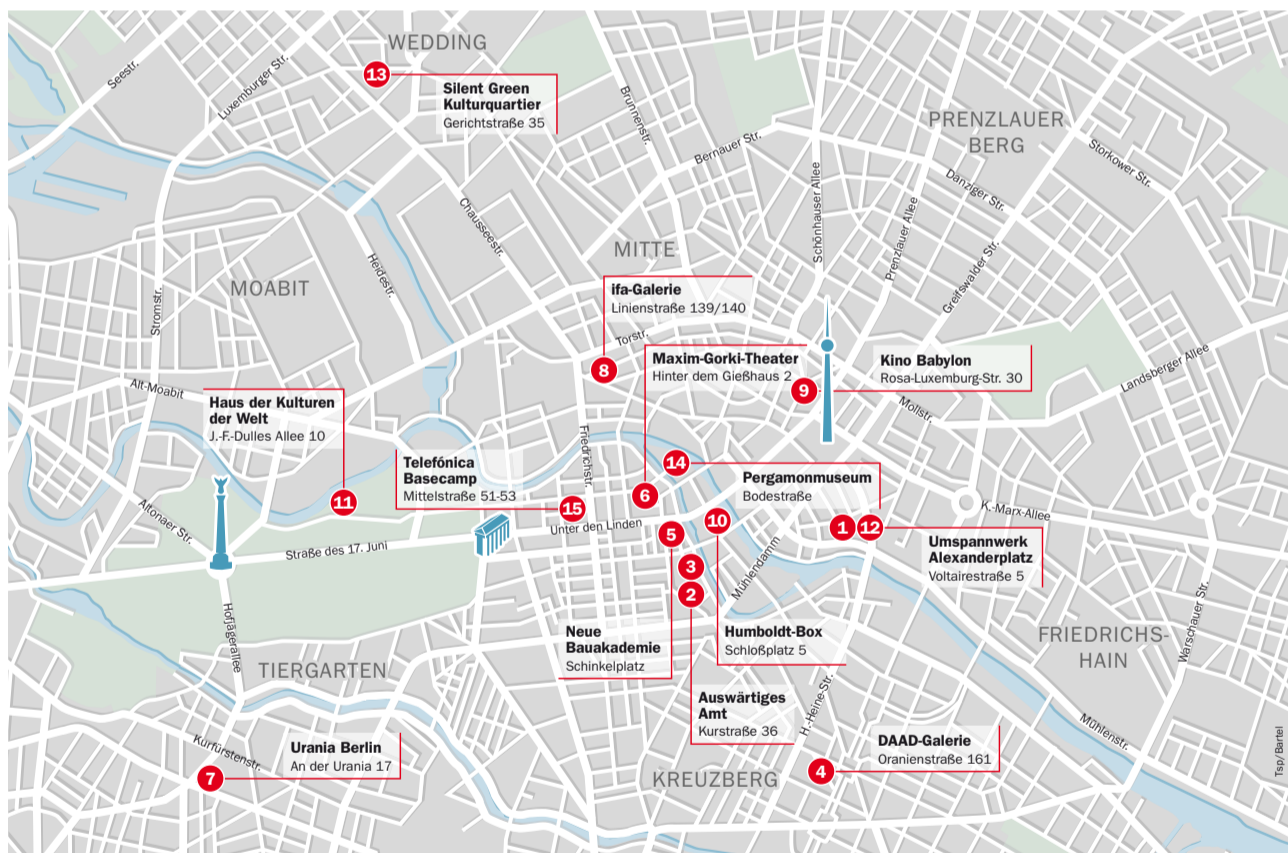 WEDDING
13
Silent Green
Kulturquartier
Gerichtstraße 35
Seestr.
Luxemburger Str.
Brunnenstr.
Bernauer Str.
Schönhauser Allee
PRENZLAUER
BERG
Storkower Str.
Danziger Str.
Prenzlauer Allee
Greifswalder Str.
Chausseestr.
MITTE
Heidestr.
MOABIT
Stromstr.
ifa-Galerie
Linienstraße 139/140
Torstr.
8
Maxim-Gorki-Theater
Hinter dem Gießhaus 2
9
Kino Babylon
Rosa-Luxemburg-Str. 30
Landsberger Allee
Mollstr.
Alt-Moabit
Haus der Kulturen
der Welt
J.-F.-Dulles Allee 10
11
Friedrichstr.
Telefónica
Basecamp
Mittelstraße 51-53
15
14
6
Pergamonmuseum
Bodestraße
K.-Marx-Allee
Altonaer Str.
Straße des 17. Juni
Unter den Linden
5
10
1
12
Umspannwerk
Alexanderplatz
Voltairestraße 5
3
2
Mühlendamm
Hofjägerallee
TIERGARTEN
Neue
Bauakademie
Schinkelplatz
Humboldt-Box
Schloßplatz 5
FRIEDRICHS-
HAIN
Warschauer Str.
Auswärtiges
Amt
Kurstraße 36
H.-Heine-Str.
Mühlenstr.
Kurfürstenstr.
Urania Berlin
An der Urania 17
7
KREUZBERG
4
DAAD-Galerie
Oranienstraße 161
Tsp/Bartel